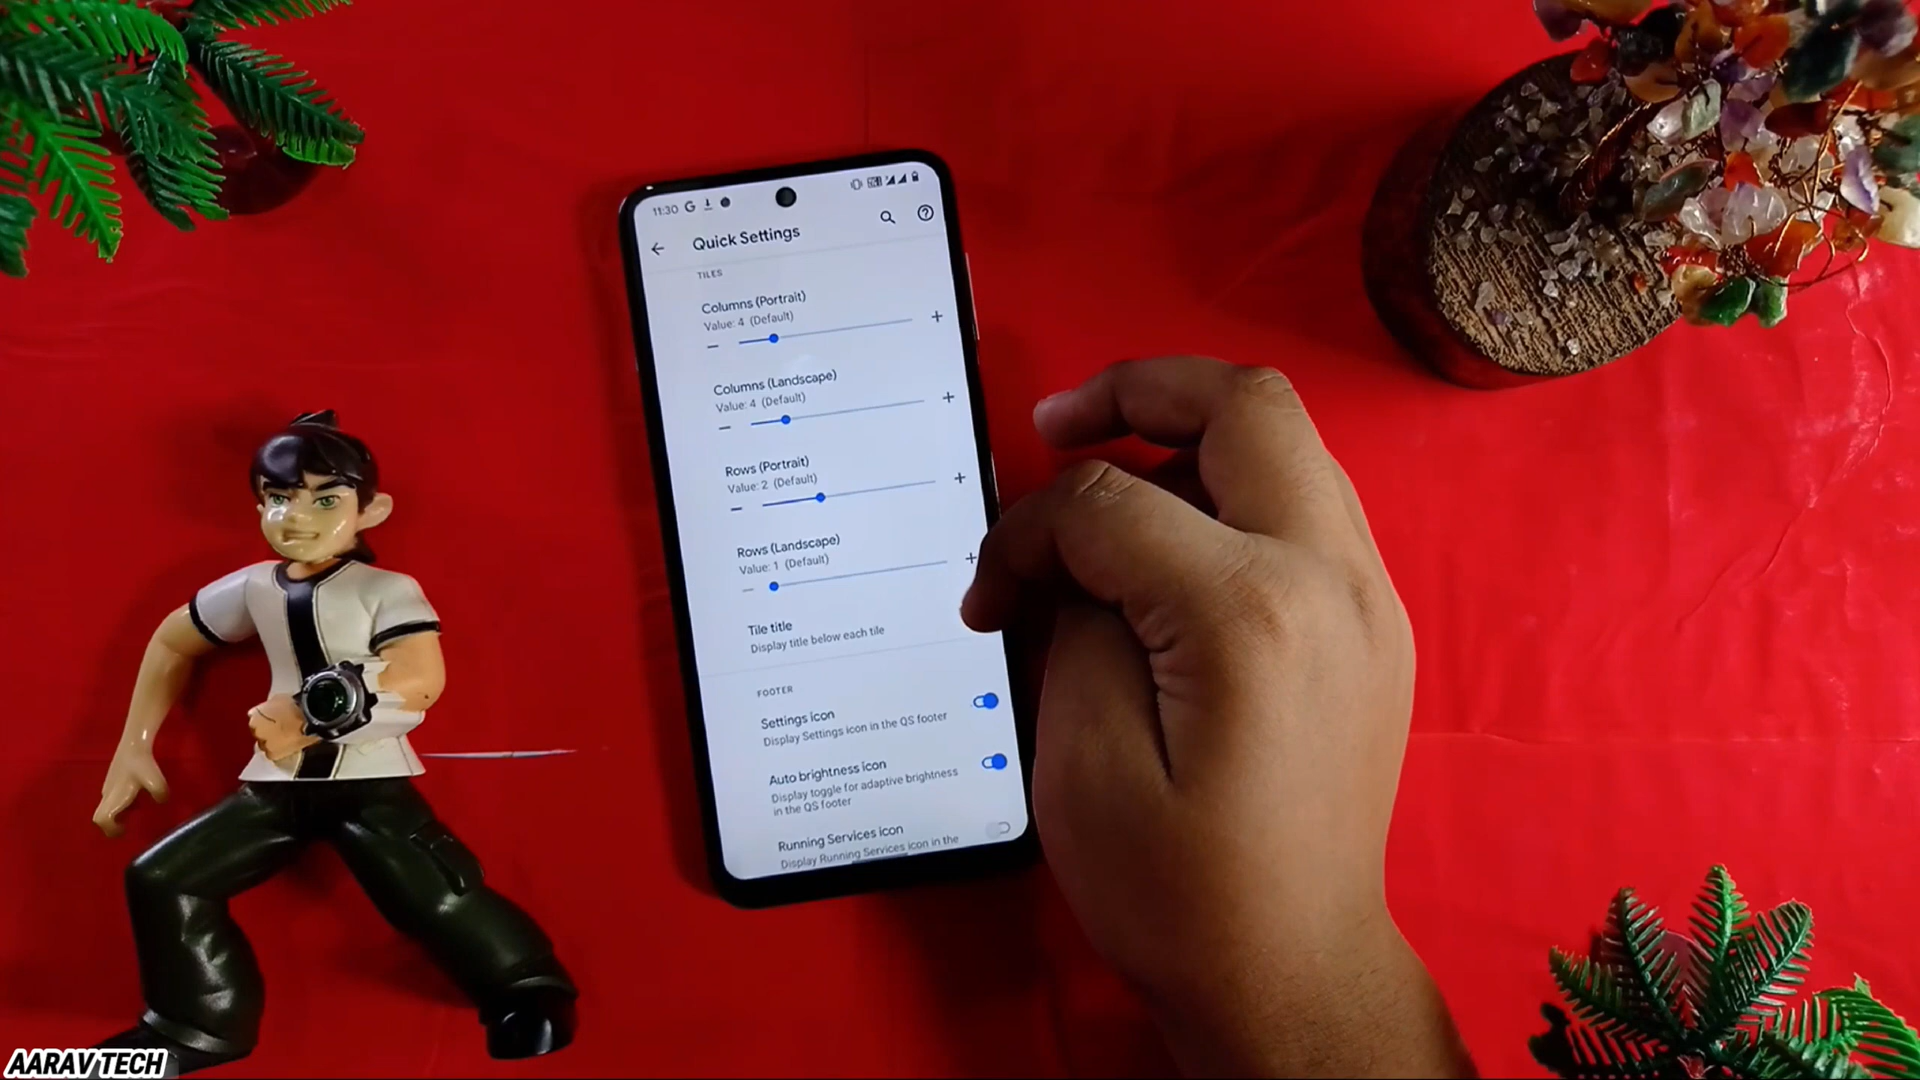 11:30 G
Quick Settings
TILES
Columns (Portrait)
Value: 4 (Default)
Columns (Landscape)
Value: 4 (Default)
Rows (Portrait)
Value: 2 (Default)
Rows (Landscape)
Value: 1 (Default)
Tile title
Display title below each tile
FOOTER
Settings icon
Display Settings icon in the QS footer
Auto brightness icon
Display toggle for adaptive brightness
in the QS footer
Running Services icon
Display Running Services icon in the
AARAV TECH